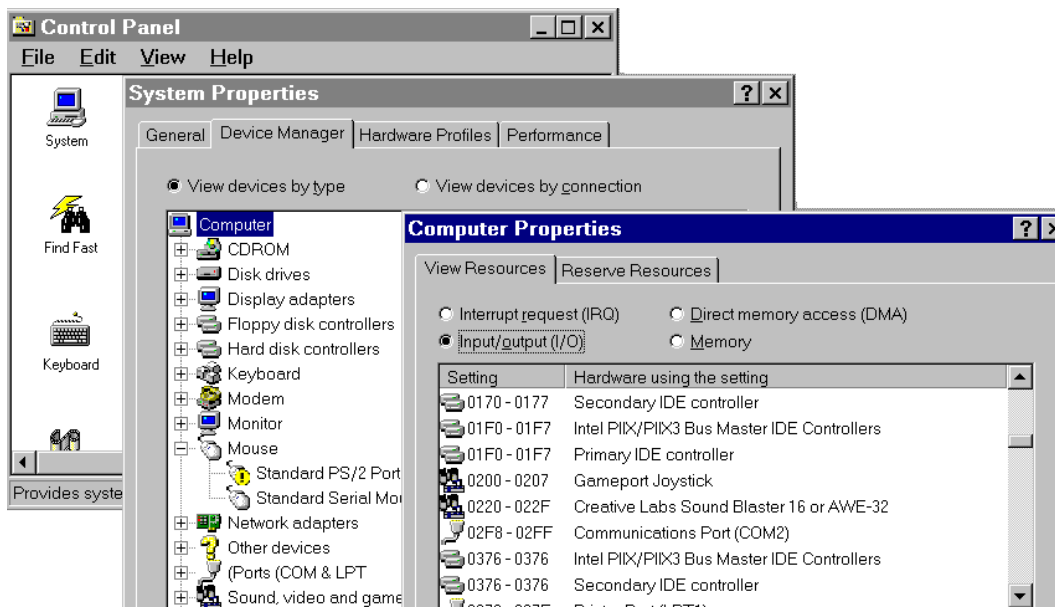 Control Panel
File Edit View Help
System
Find Fast
Keyboard
Provides syste
System Properties
General Device Manager Hardware Profiles Performance
View devices by type View devices by connection
Computer
CDROM
Disk drives
Display adapters
Floppy disk controllers
Hard disk controllers
Keyboard
Modem
Monitor
Mouse
Standard PS/2 Port
Standard Serial Mou
Network adapters
Other devices
(Ports (COM & LPT
Sound, video and game
Computer Properties
View Resources Reserve Resources
Interrupt request (IRQ) Direct memory access (DMA)
Input/output (I/O) Memory
Setting Hardware using the setting
0170 - 0177 Secondary IDE controller
01F0 - 01F7 Intel PIIX/PIIX3 Bus Master IDE Controllers
01F0 - 01F7 Primary IDE controller
0200 - 0207 Gameport Joystick
0220 - 022F Creative Labs Sound Blaster 16 or AWE-32
02F8 - 02FF Communications Port (COM2)
0376 - 0376 Intel PIIX/PIIX3 Bus Master IDE Controllers
0376 - 0376 Secondary IDE controller